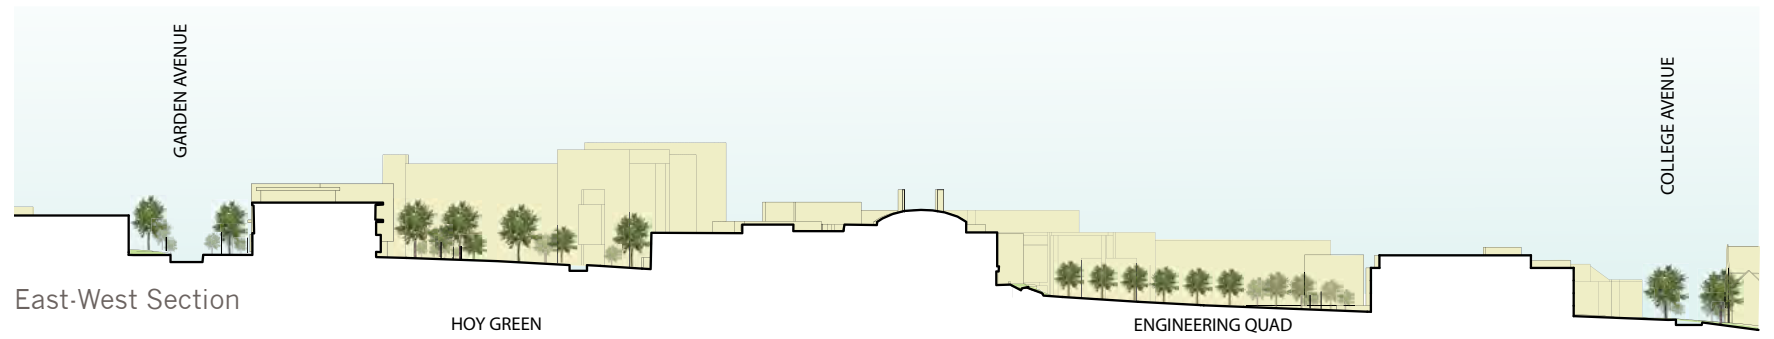 GARDEN AVENUE
COLLEGE AVENUE
East-West Section
HOY GREEN
ENGINEERING QUAD